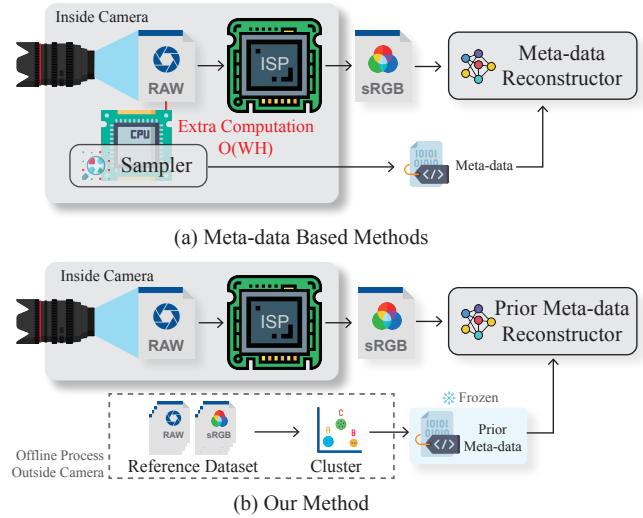 Inside Camera
RAW
ISP
sRGB
Meta-data
Reconstructor
CPU
Extra Computation
O(WH)
Sampler
0101
1010
</>
Meta-data
(a) Meta-data Based Methods
Inside Camera
RAW
ISP
sRGB
Prior Meta-data
Reconstructor
Frozen
RAW
sRGB
A
C
B
Offline Process
Outside Camera
Reference Dataset
Cluster
</>
Prior
Meta-data
(b) Our Method